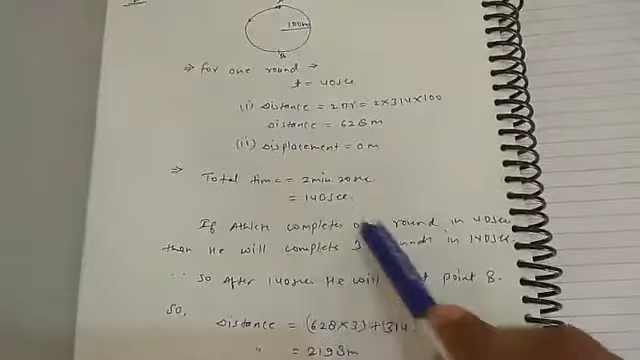 A
100m
B
⇒ for one round →
t = 40sec
(i) Distance = 2πr = 2×3.14×100
Distance = 628m
(ii) Displacement = 0m
⇒ Total time = 2min. 20sec
= 140sec.
If Athlete completes round in 40sec
then He will complete 3 in 140sec.
∵ So After 140sec. He will point B.
So,
Distance = (628×3) + (314
" = 2198m